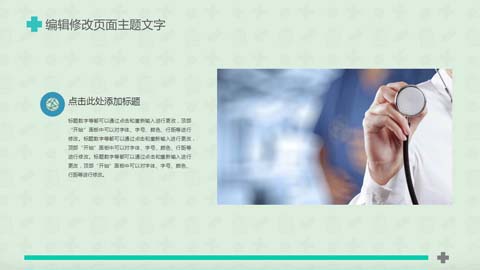 编辑修改页面主题文字
点击此处添加标题
标题数字等都可以通过点击和重新输入进行更改，顶部
“开始”面板中可以对字体、字号、颜色、行距等进行修
改。标题数字等都可以通过点击和重新输入进行更改，
顶部“开始”面板中可以对字体、字号、颜色、行距等进
行修改。标题数字等都可以通过点击和重新输入进行更
改，顶部“开始”面板中可以对字体、字号、颜色、行
距等进行修改。